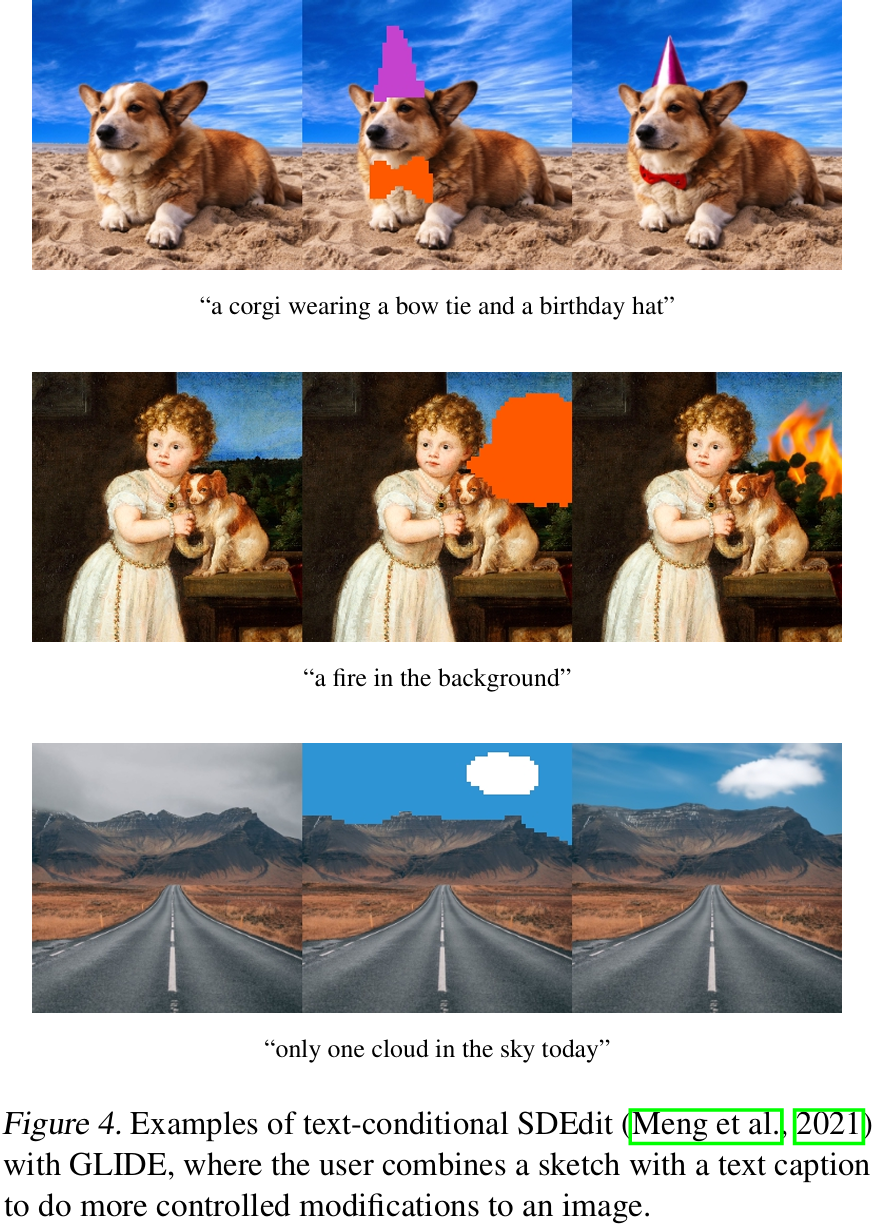 “a corgi wearing a bow tie and a birthday hat”
“a fire in the background”
“only one cloud in the sky today”
Figure 4. Examples of text-conditional SDEdit (Meng et al., 2021)
with GLIDE, where the user combines a sketch with a text caption
to do more controlled modifications to an image.